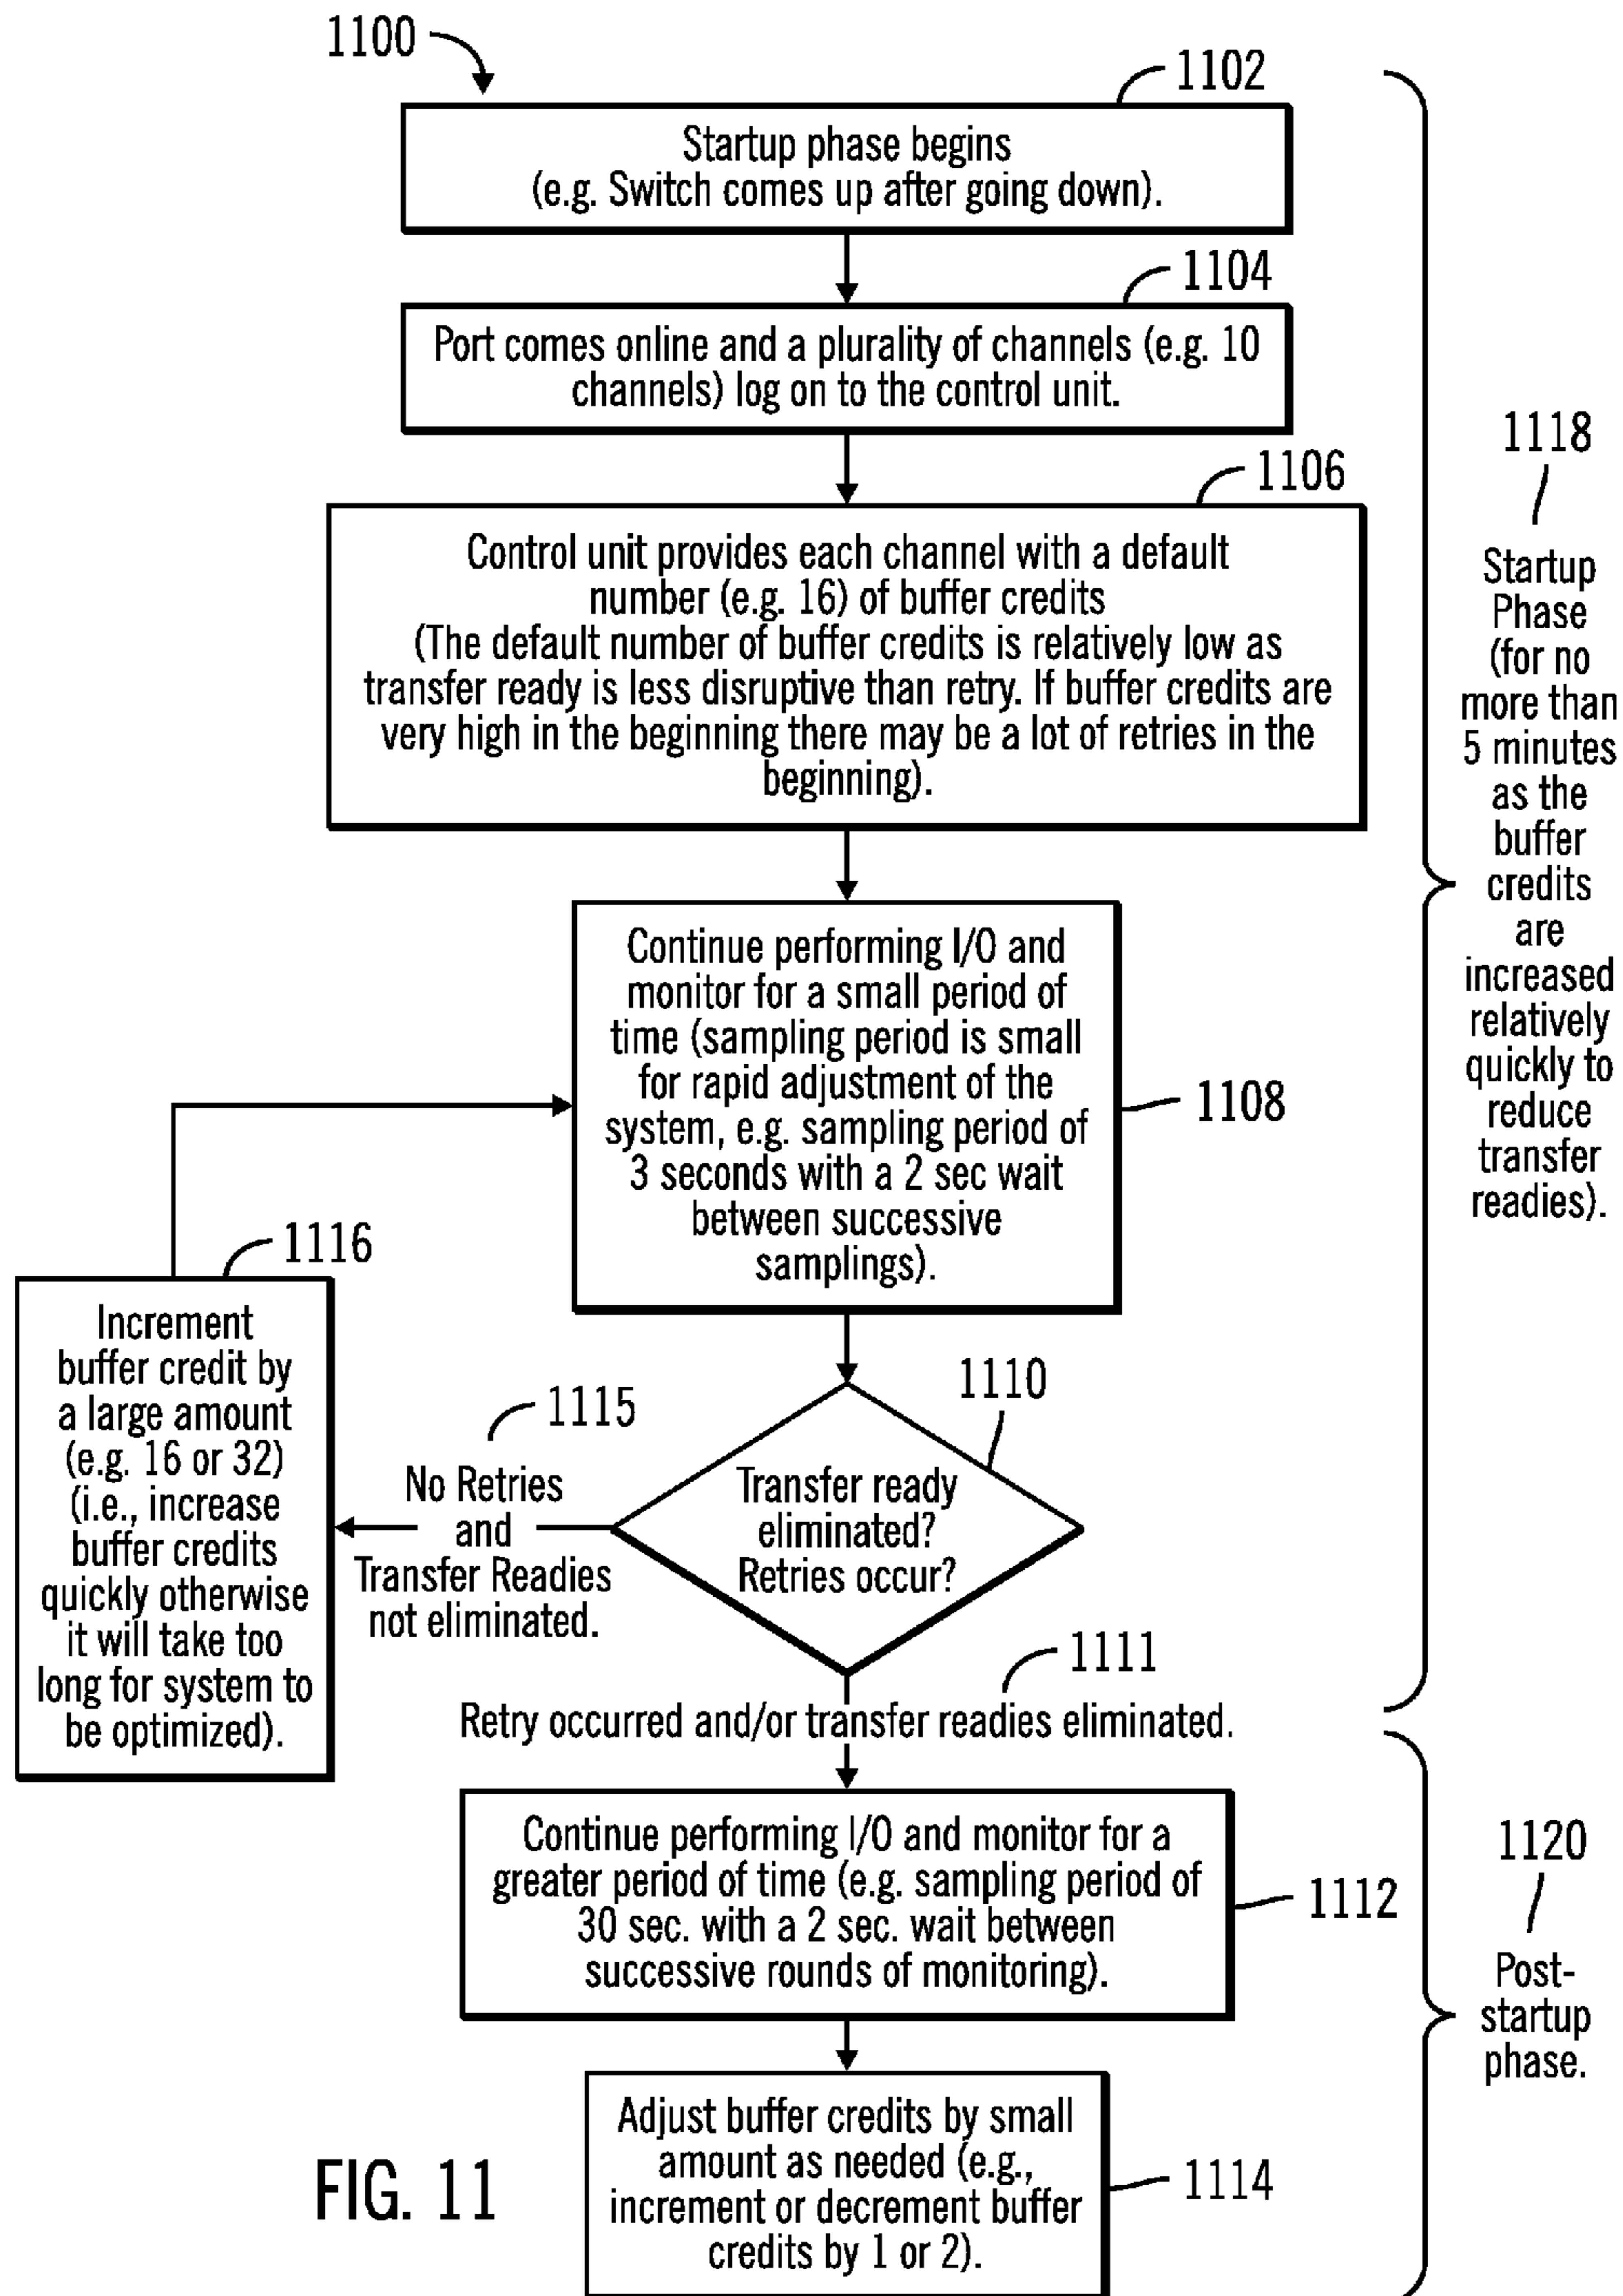 1100
1102
Startup phase begins
(e.g. Switch comes up after going down).
1104
Port comes online and a plurality of channels (e.g. 10
channels) log on to the control unit.
1106
Control unit provides each channel with a default
number (e.g. 16) of buffer credits
(The default number of buffer credits is relatively low as
transfer ready is less disruptive than retry. If buffer credits are
very high in the beginning there may be a lot of retries in the
beginning).
1108
Continue performing I/O and
monitor for a small period of
time (sampling period is small
for rapid adjustment of the
system, e.g. sampling period of
3 seconds with a 2 sec wait
between successive
samplings).
1110
Transfer ready
eliminated?
Retries occur?
1115
No Retries
and
Transfer Readies
not eliminated.
1116
Increment
buffer credit by
a large amount
(e.g. 16 or 32)
(i.e., increase
buffer credits
quickly otherwise
it will take too
long for system to
be optimized).
1111
Retry occurred and/or transfer readies eliminated.
1112
Continue performing I/O and monitor for a
greater period of time (e.g. sampling period of
30 sec. with a 2 sec. wait between
successive rounds of monitoring).
1114
Adjust buffer credits by small
amount as needed (e.g.,
increment or decrement buffer
credits by 1 or 2).
1118
Startup
Phase
(for no
more than
5 minutes
as the
buffer
credits
are
increased
relatively
quickly to
reduce
transfer
readies).
1120
Post-
startup
phase.
FIG. 11